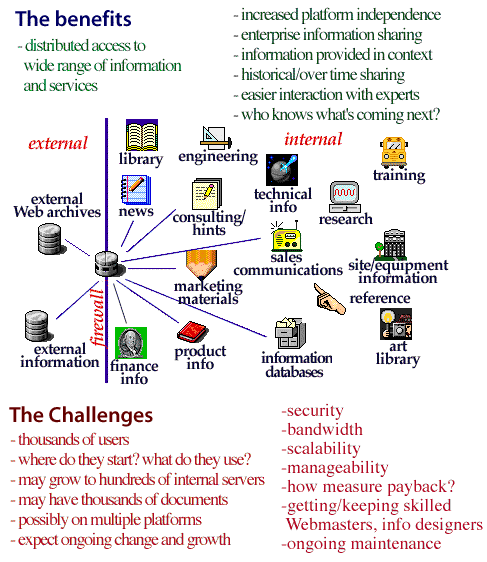 The benefits
- distributed access to
wide range of information
and services
- increased platform independence
- enterprise information sharing
- information provided in context
- historical/over time sharing
- easier interaction with experts
- who knows what's coming next?
external
internal
library
engineering
training
external
Web archives
news
consulting/
hints
technical
info
research
sales
communications
site/equipment
information
marketing
materials
reference
firewall
external
information
finance
info
product
info
information
databases
art
library
The Challenges
- thousands of users
- where do they start? what do they use?
- may grow to hundreds of internal servers
- may have thousands of documents
- possibly on multiple platforms
- expect ongoing change and growth
-security
-bandwidth
-scalability
-manageability
-how measure payback?
-getting/keeping skilled
Webmasters, info designers
-ongoing maintenance